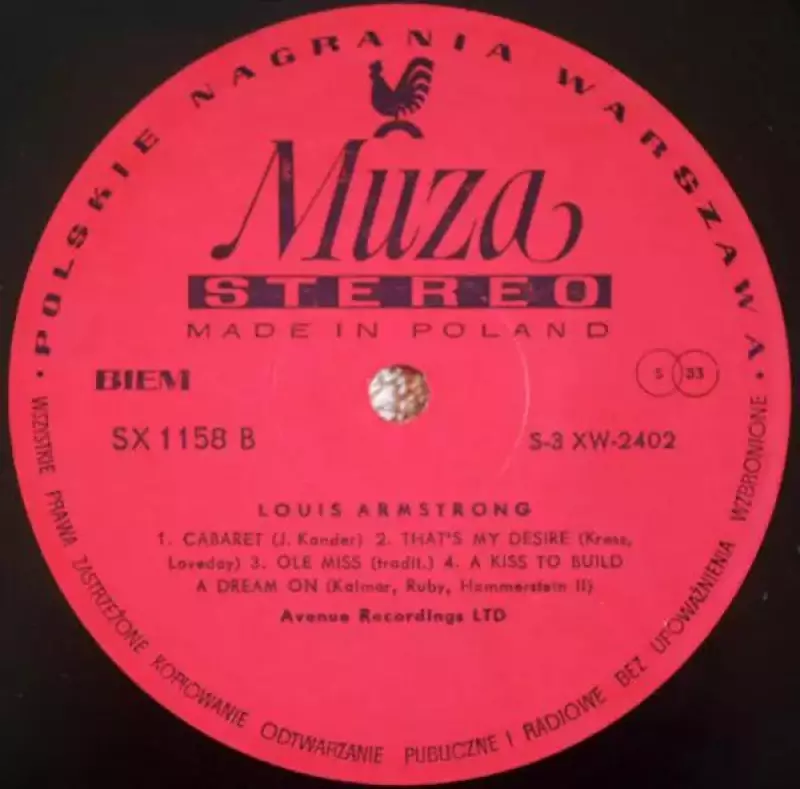 • POLSKIE NAGRANIA WARSZAWA •
Muza
STEREO
MADE IN POLAND
BIEM
S 33
SX 1158 B
S-3 XW-2402
LOUIS ARMSTRONG
1. CABARET (J. Kander) 2. THAT'S MY DESIRE (Kress,
Loveday) 3. OLE MISS (tradit.) 4. A KISS TO BUILD
A DREAM ON (Kalmar, Ruby, Hammerstein II)
Avenue Recordings LTD
WSZYSTKIE PRAWA ZASTRZEŻONE KOPIOWANIE ODTWARZANIE PUBLICZNE I RADIOWE BEZ UPOWAŻNIENIA WZBRONIONE